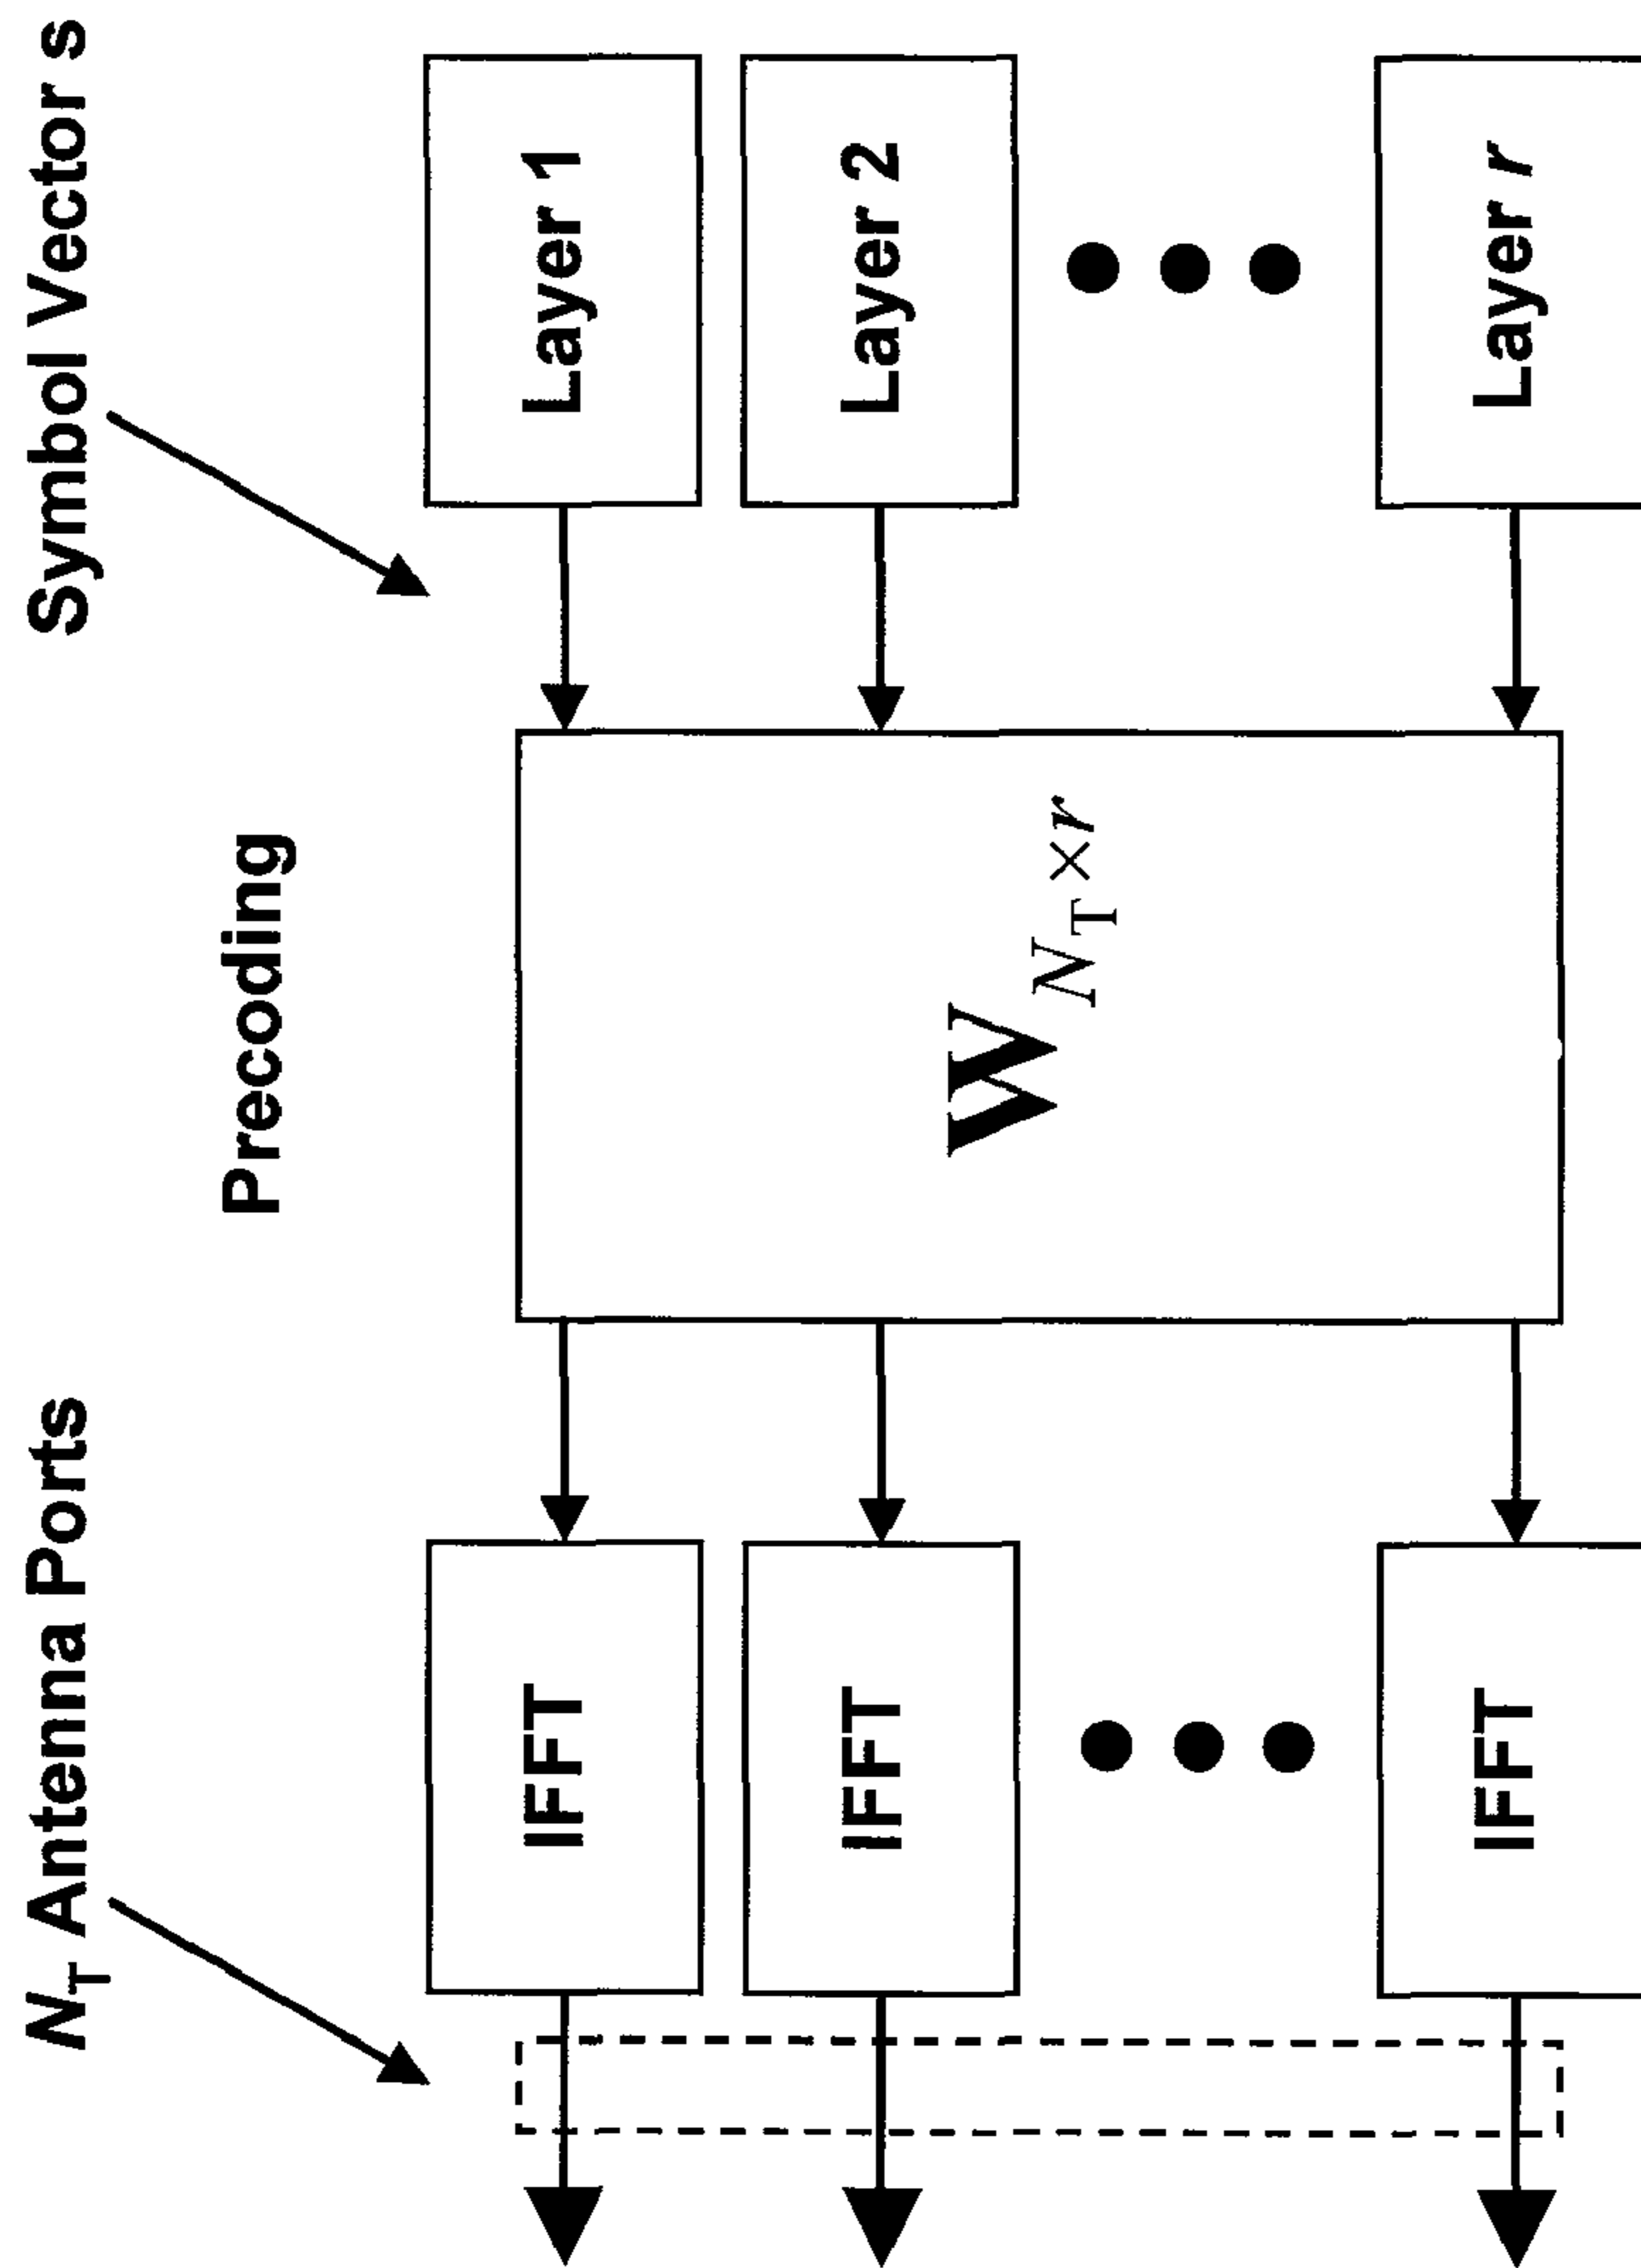 N_T Antenna Ports
Precoding
Symbol Vector s
IFFT
IFFT
IFFT
W_{N_T×r}
Layer 1
Layer 2
Layer r